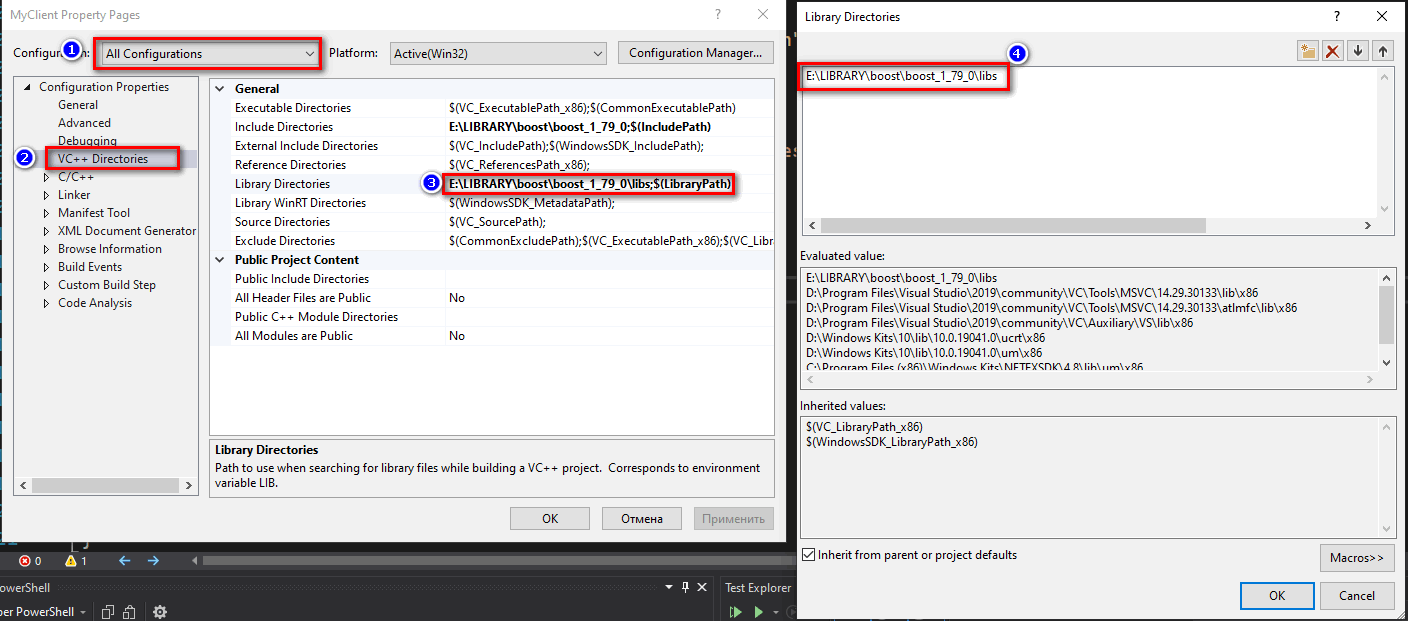 MyClient Property Pages
?
Configuration:
1
All Configurations
Platform:
Active(Win32)
Configuration Manager...
Configuration Properties
General
Advanced
Debugging
2
VC++ Directories
C/C++
Linker
Manifest Tool
XML Document Generator
Browse Information
Build Events
Custom Build Step
Code Analysis
General
Executable Directories $(VC_ExecutablePath_x86);$(CommonExecutablePath)
Include Directories E:\LIBRARY\boost\boost_1_79_0;$(IncludePath)
External Include Directories $(VC_IncludePath);$(WindowsSDK_IncludePath);
Reference Directories $(VC_ReferencesPath_x86);
Library Directories 3 E:\LIBRARY\boost\boost_1_79_0\libs;$(LibraryPath)
Library WinRT Directories $(WindowsSDK_MetadataPath);
Source Directories $(VC_SourcePath);
Exclude Directories $(CommonExcludePath);$(VC_ExecutablePath_x86);$(VC_Libr
Public Project Content
Public Include Directories
All Header Files are Public No
Public C++ Module Directories
All Modules are Public No
Library Directories
Path to use when searching for library files while building a VC++ project. Corresponds to environment
variable LIB.
OK
Отмена
Применить
0
1
owerShell
per PowerShell
Test Explorer
Library Directories
?
4
E:\LIBRARY\boost\boost_1_79_0\libs
Evaluated value:
E:\LIBRARY\boost\boost_1_79_0\libs
D:\Program Files\Visual Studio\2019\community\VC\Tools\MSVC\14.29.30133\lib\x86
D:\Program Files\Visual Studio\2019\community\VC\Tools\MSVC\14.29.30133\atlmfc\lib\x86
D:\Program Files\Visual Studio\2019\community\VC\Auxiliary\VS\lib\x86
D:\Windows Kits\10\lib\10.0.19041.0\ucrt\x86
D:\Windows Kits\10\lib\10.0.19041.0\um\x86
C:\Program Files (x86)\Windows Kits\NETFXSDK\4.8\lib\um\x86
Inherited values:
$(VC_LibraryPath_x86)
$(WindowsSDK_LibraryPath_x86)
Inherit from parent or project defaults
Macros>>
OK
Cancel